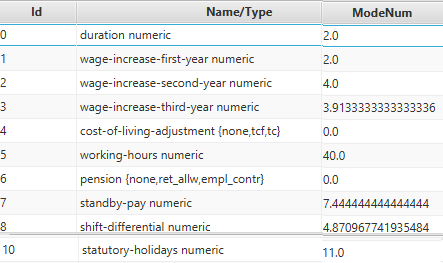 Id Name/Type ModeNum
0 duration numeric 2.0
1 wage-increase-first-year numeric 2.0
2 wage-increase-second-year numeric 4.0
3 wage-increase-third-year numeric 3.9133333333333336
4 cost-of-living-adjustment {none,tcf,tc} 0.0
5 working-hours numeric 40.0
6 pension {none,ret_allw,empl_contr} 0.0
7 standby-pay numeric 7.444444444444444
8 shift-differential numeric 4.870967741935484
10 statutory-holidays numeric 11.0